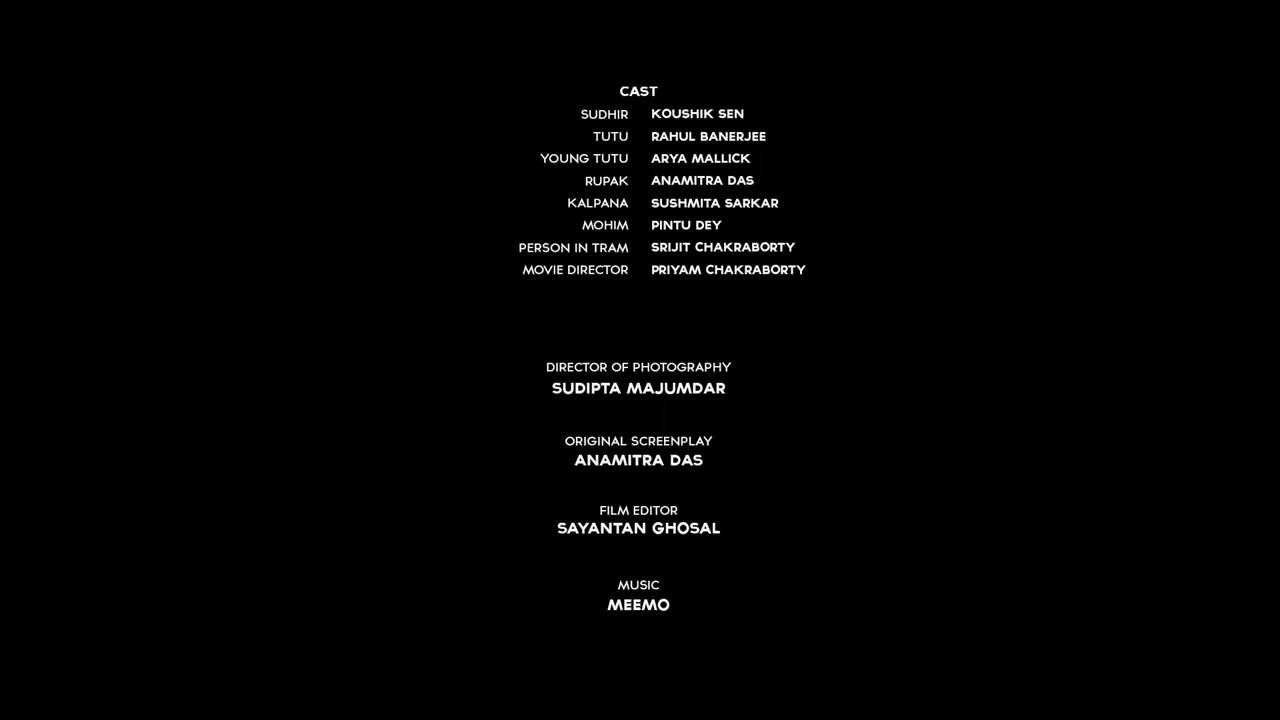 CAST
SUDHIR KOUSHIK SEN
TUTU RAHUL BANERJEE
YOUNG TUTU ARYA MALLICK
RUPAK ANAMITRA DAS
KALPANA SUSHMITA SARKAR
MOHIM PINTU DEY
PERSON IN TRAM SRIJIT CHAKRABORTY
MOVIE DIRECTOR PRIYAM CHAKRABORTY
DIRECTOR OF PHOTOGRAPHY
SUDIPTA MAJUMDAR
ORIGINAL SCREENPLAY
ANAMITRA DAS
FILM EDITOR
SAYANTAN GHOSAL
MUSIC
MEEMO